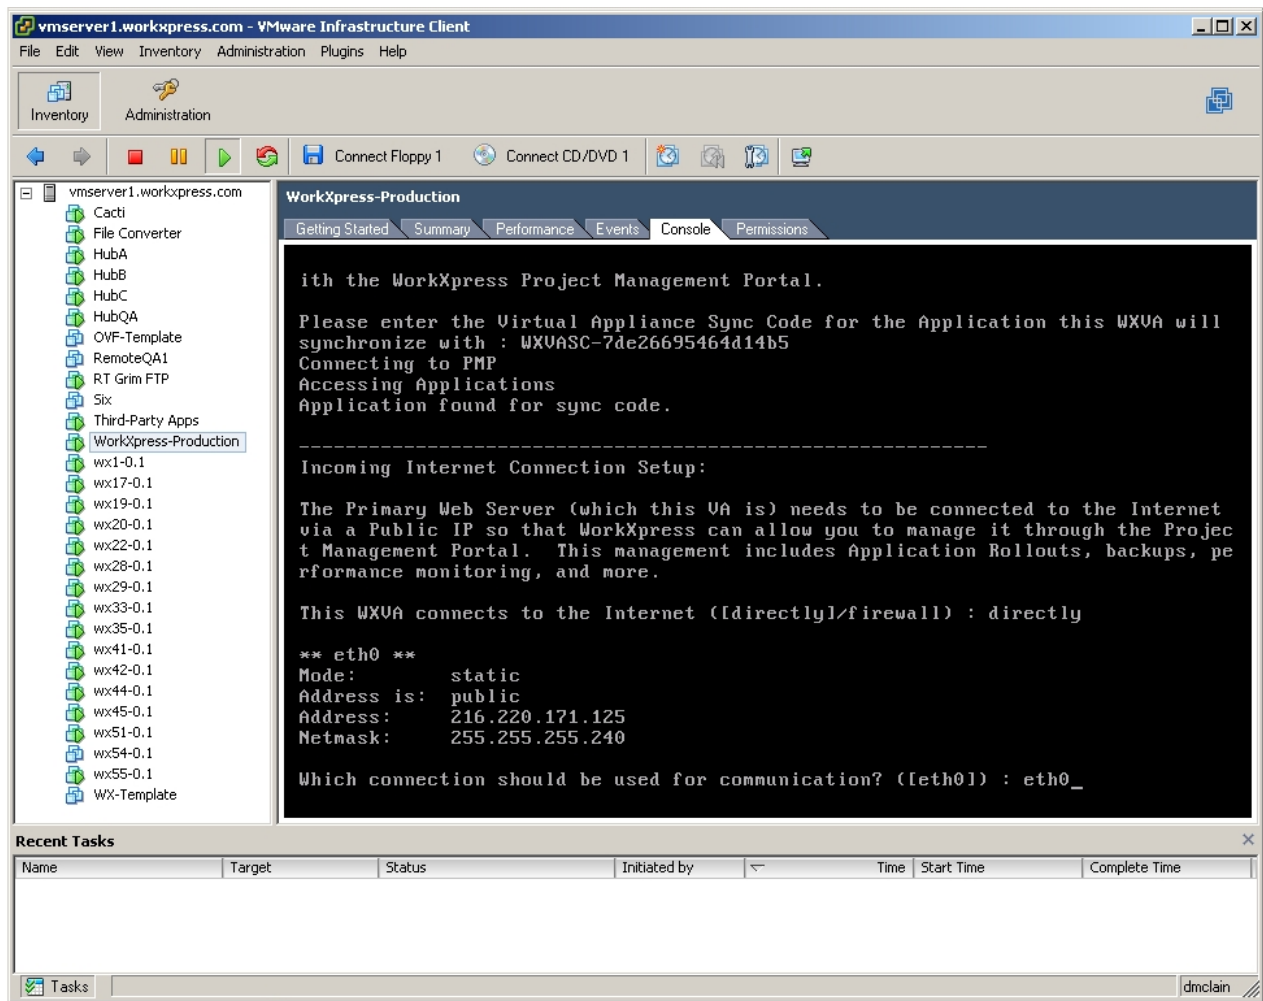 vmserver1.workxpress.com - VMware Infrastructure Client
File Edit View Inventory Administration Plugins Help
Inventory
Administration
Connect Floppy 1 Connect CD/DVD 1
vmserver1.workxpress.com
Cacti
File Converter
HubA
HubB
HubC
HubQA
OVF-Template
RemoteQA1
RT Grim FTP
Six
Third-Party Apps
WorkXpress-Production
wx1-0.1
wx17-0.1
wx19-0.1
wx20-0.1
wx22-0.1
wx28-0.1
wx29-0.1
wx33-0.1
wx35-0.1
wx41-0.1
wx42-0.1
wx44-0.1
wx45-0.1
wx51-0.1
wx54-0.1
wx55-0.1
WX-Template
WorkXpress-Production
Getting Started Summary Performance Events Console Permissions
ith the WorkXpress Project Management Portal.
Please enter the Virtual Appliance Sync Code for the Application this WXVA will
synchronize with : WXVASC-7de26695464d14b5
Connecting to PMP
Accessing Applications
Application found for sync code.
___________________________________________________________
Incoming Internet Connection Setup:
The Primary Web Server (which this VA is) needs to be connected to the Internet
via a Public IP so that WorkXpress can allow you to manage it through the Projec
t Management Portal.  This management includes Application Rollouts, backups, pe
rformance monitoring, and more.
This WXVA connects to the Internet ([directly]/firewall) : directly
** eth0 **
Mode: static
Address is: public
Address: 216.220.171.125
Netmask: 255.255.255.240
Which connection should be used for communication? ([eth0]) : eth0_
Recent Tasks
Name Target Status Initiated by Time Start Time Complete Time
Tasks
dmclain